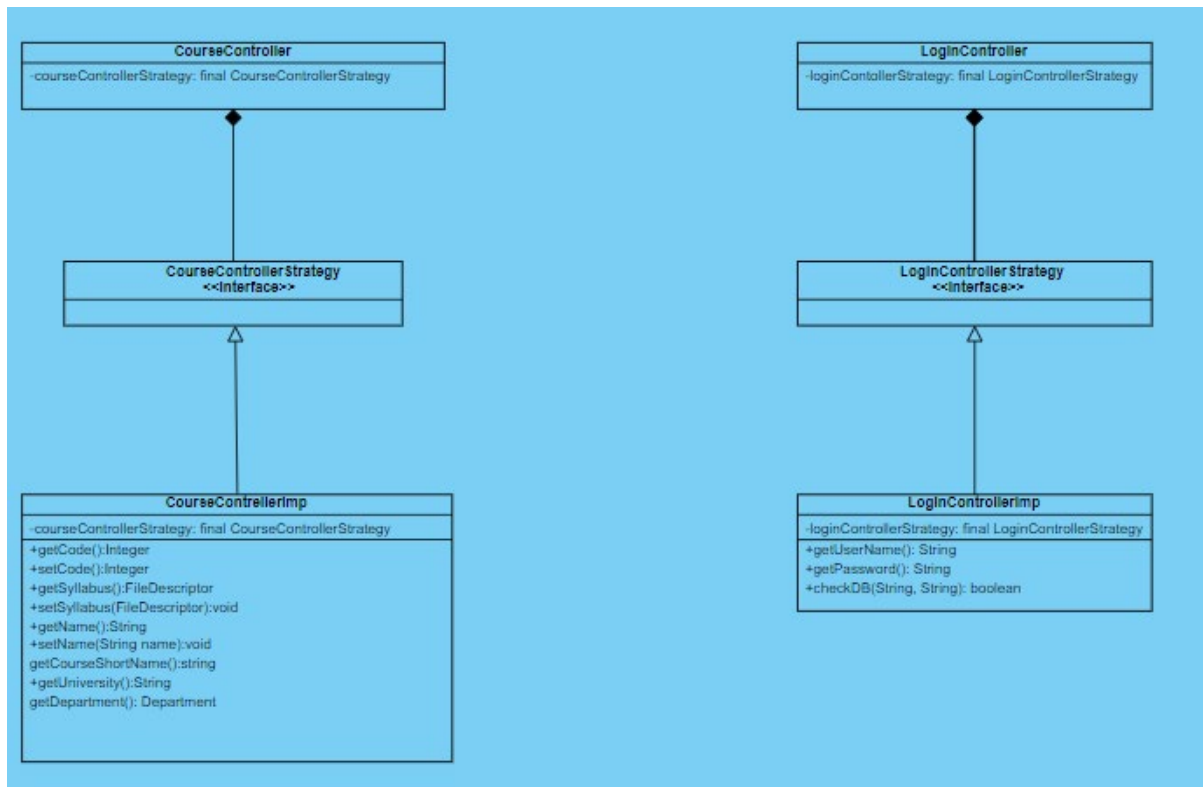 CourseController
-courseControllerStrategy: final CourseControllerStrategy
CourseControllerStrategy
<<Interface>>
CourseContrellerImp
-courseControllerStrategy: final CourseControllerStrategy
+getCode():Integer
+setCode():Integer
+getSyllabus():FileDescriptor
+setSyllabus(FileDescriptor):void
+getName():String
+setName(String name):void
getCourseShortName():string
+getUniversity():String
getDepartment(): Department
LoginController
-loginContollerStrategy: final LoginControllerStrategy
LoginControllerStrategy
<<Interface>>
LoginControllerImp
-loginControllerStrategy: final LoginControllerStrategy
+getUserName(): String
+getPassword(): String
+checkDB(String, String): boolean